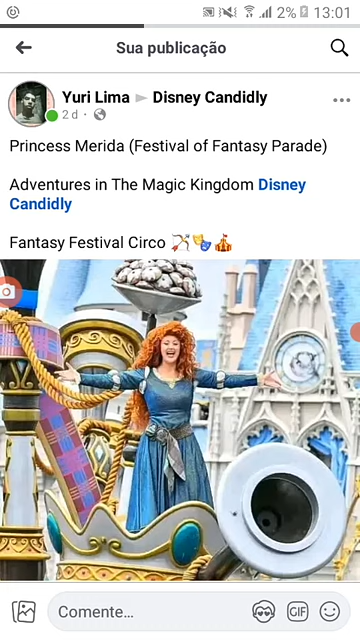 2% 13:01
Sua publicação
Yuri Lima ► Disney Candidly
2 d ·
Princess Merida (Festival of Fantasy Parade)
Adventures in The Magic Kingdom Disney
Candidly
Fantasy Festival Circo 🏹🎭🎪
Comente...
GIF